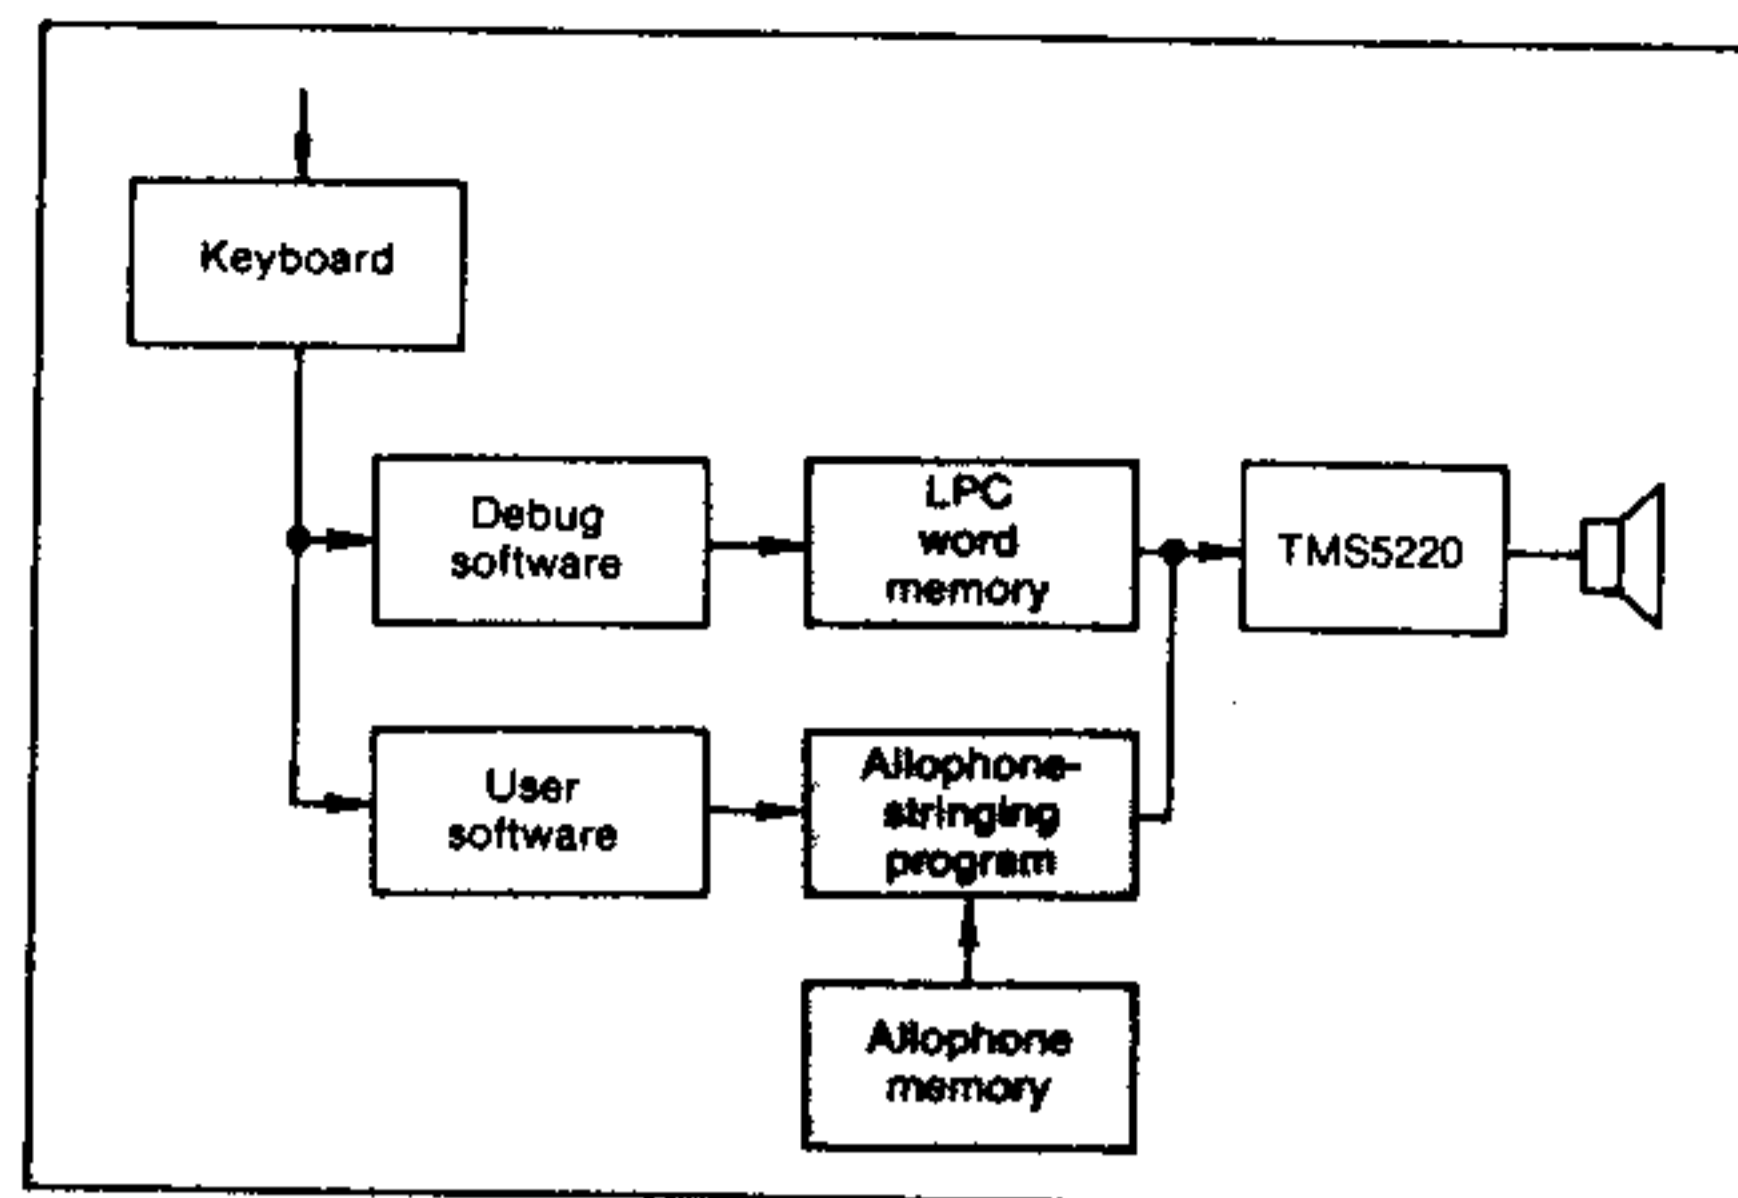 Keyboard
Debug
software
LPC
word
memory
TMS5220
User
software
Allophone-
stringing
program
Allophone
memory